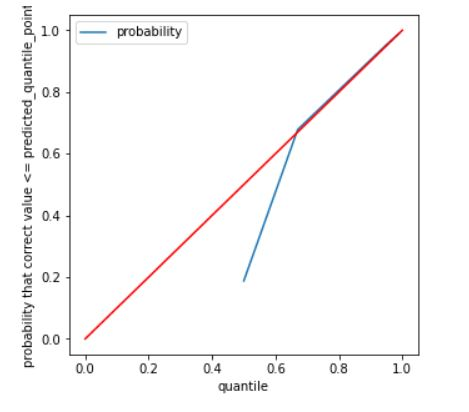 probability that correct value <= predicted_quantile_point
probability
1.0
0.8
0.6
0.4
0.2
0.0
0.0 0.2 0.4 0.6 0.8 1.0
quantile